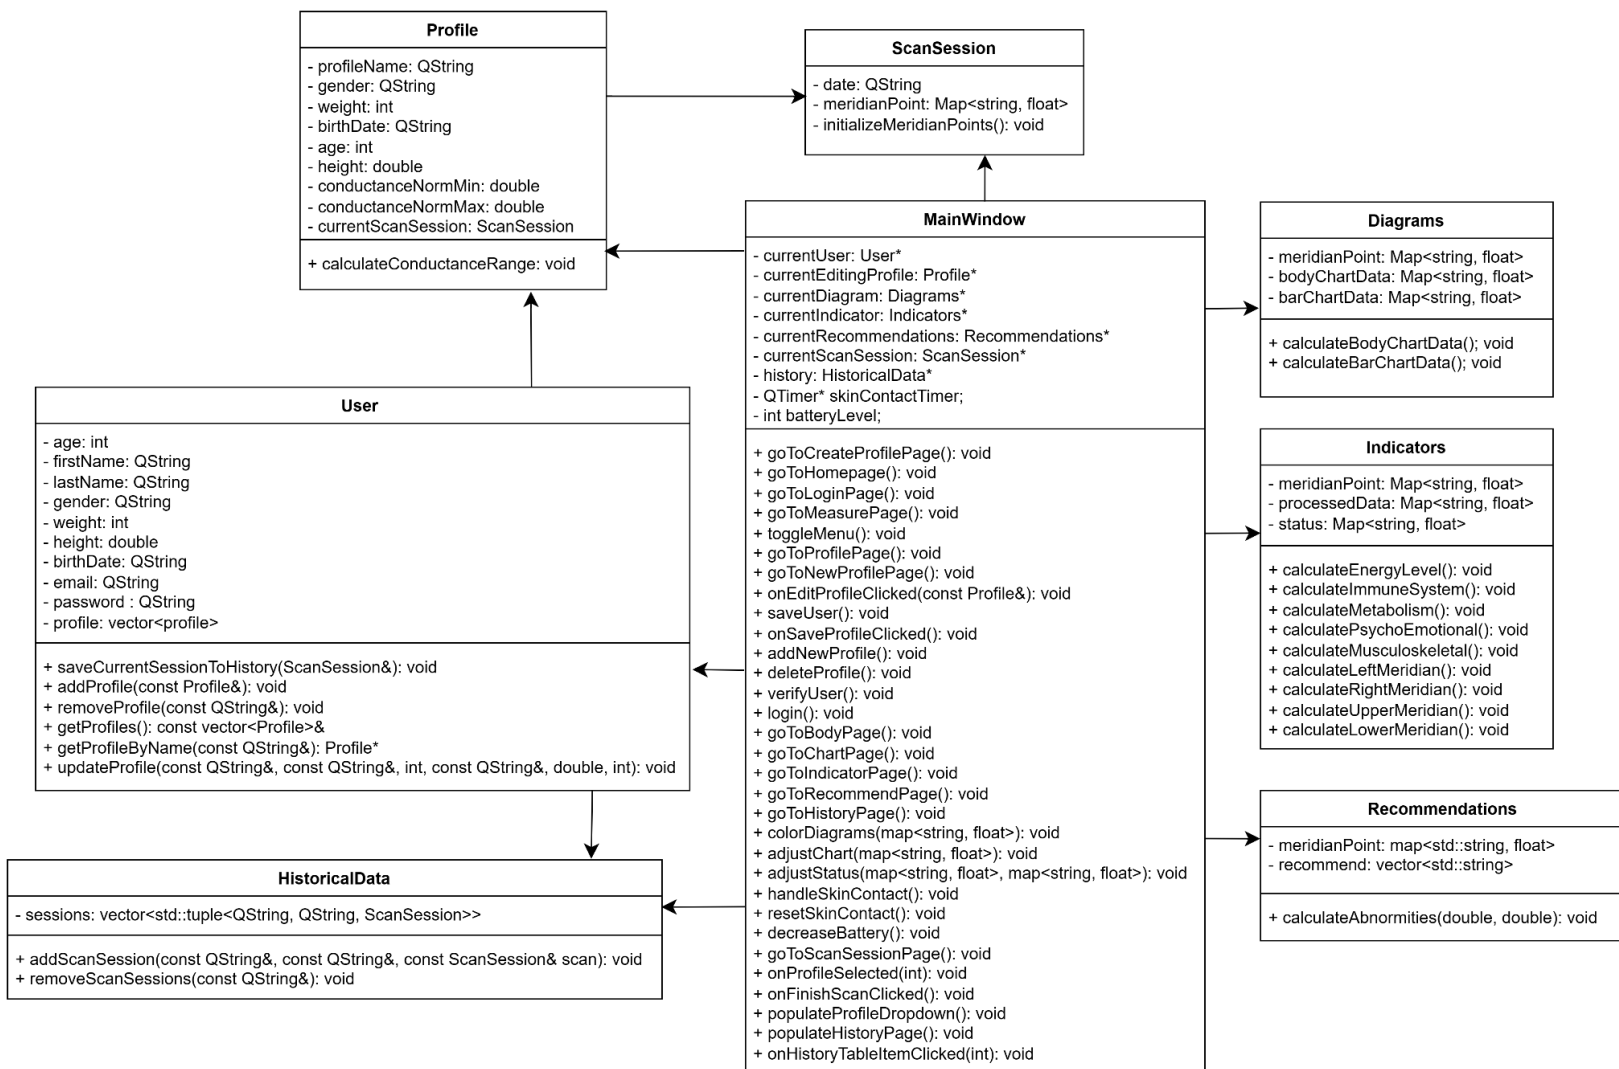 Profile
- profileName: QString
- gender: QString
- weight: int
- birthDate: QString
- age: int
- height: double
- conductanceNormMin: double
- conductanceNormMax: double
- currentScanSession: ScanSession
+ calculateConductanceRange: void
ScanSession
- date: QString
- meridianPoint: Map<string, float>
- initializeMeridianPoints(): void
User
- age: int
- firstName: QString
- lastName: QString
- gender: QString
- weight: int
- height: double
- birthDate: QString
- email: QString
- password : QString
- profile: vector<profile>
+ saveCurrentSessionToHistory(ScanSession&): void
+ addProfile(const Profile&): void
+ removeProfile(const QString&): void
+ getProfiles(): const vector<Profile>&
+ getProfileByName(const QString&): Profile*
+ updateProfile(const QString&, const QString&, int, const QString&, double, int): void
HistoricalData
- sessions: vector<std::tuple<QString, QString, ScanSession>>
+ addScanSession(const QString&, const QString&, const ScanSession& scan): void
+ removeScanSessions(const QString&): void
MainWindow
- currentUser: User*
- currentEditingProfile: Profile*
- currentDiagram: Diagrams*
- currentIndicator: Indicators*
- currentRecommendations: Recommendations*
- currentScanSession: ScanSession*
- history: HistoricalData*
- QTimer* skinContactTimer;
- int batteryLevel;
+ goToCreateProfilePage(): void
+ goToHomepage(): void
+ goToLoginPage(): void
+ goToMeasurePage(): void
+ toggleMenu(): void
+ goToProfilePage(): void
+ goToNewProfilePage(): void
+ onEditProfileClicked(const Profile&): void
+ saveUser(): void
+ onSaveProfileClicked(): void
+ addNewProfile(): void
+ deleteProfile(): void
+ verifyUser(): void
+ login(): void
+ goToBodyPage(): void
+ goToChartPage(): void
+ goToIndicatorPage(): void
+ goToRecommendPage(): void
+ goToHistoryPage(): void
+ colorDiagrams(map<string, float>): void
+ adjustChart(map<string, float>): void
+ adjustStatus(map<string, float>, map<string, float>): void
+ handleSkinContact(): void
+ resetSkinContact(): void
+ decreaseBattery(): void
+ goToScanSessionPage(): void
+ onProfileSelected(int): void
+ onFinishScanClicked(): void
+ populateProfileDropdown(): void
+ populateHistoryPage(): void
+ onHistoryTableItemClicked(int): void
Diagrams
- meridianPoint: Map<string, float>
- bodyChartData: Map<string, float>
- barChartData: Map<string, float>
+ calculateBodyChartData(); void
+ calculateBarChartData(); void
Indicators
- meridianPoint: Map<string, float>
- processedData: Map<string, float>
- status: Map<string, float>
+ calculateEnergyLevel(): void
+ calculateImmuneSystem(): void
+ calculateMetabolism(): void
+ calculatePsychoEmotional(): void
+ calculateMusculoskeletal(): void
+ calculateLeftMeridian(): void
+ calculateRightMeridian(): void
+ calculateUpperMeridian(): void
+ calculateLowerMeridian(): void
Recommendations
- meridianPoint: map<std::string, float>
- recommend: vector<std::string>
+ calculateAbnormities(double, double): void